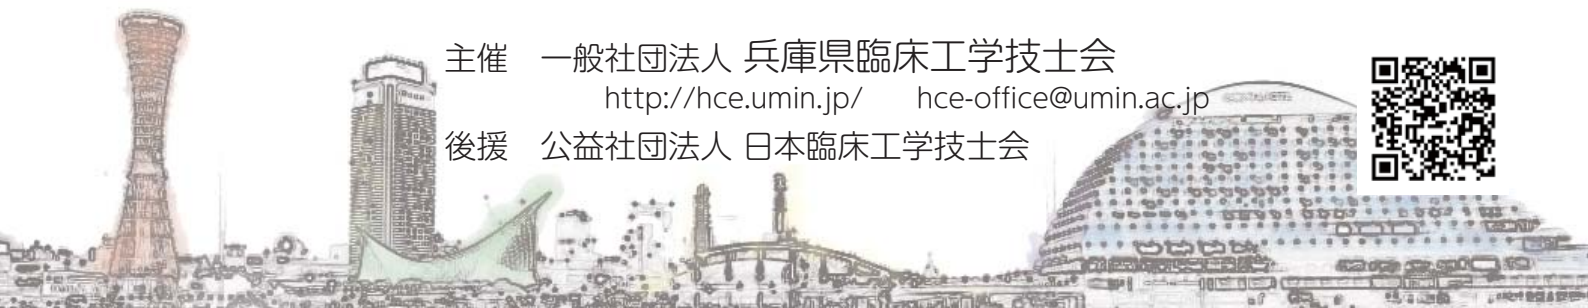 主催　一般社団法人 兵庫県臨床工学技士会
http://hce.umin.jp/　　hce-office@umin.ac.jp
後援　公益社団法人 日本臨床工学技士会